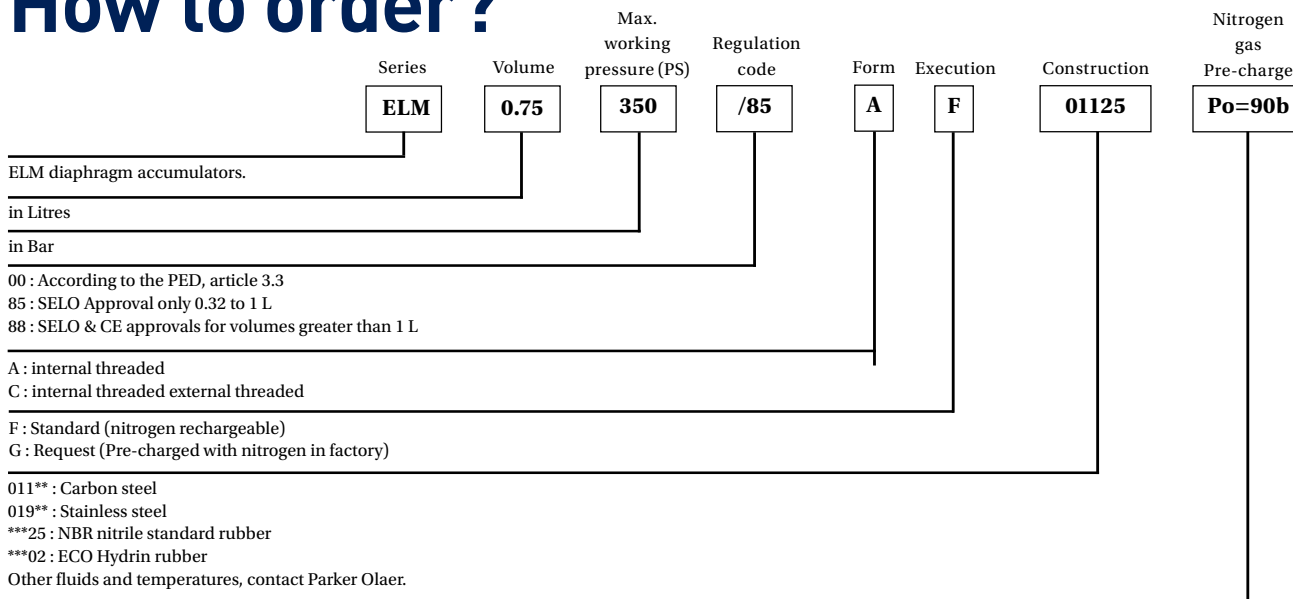 How to order?
Max.
working
pressure (PS)
Regulation
code
Nitrogen
gas
Pre-charge
Series
Volume
Form
Execution
Construction
ELM
0.75
350
/85
A
F
01125
Po=90b
ELM diaphragm accumulators.
in Litres
in Bar
00 : According to the PED, article 3.3
85 : SELO Approval only 0.32 to 1 L
88 : SELO & CE approvals for volumes greater than 1 L
A : internal threaded
C : internal threaded external threaded
F : Standard (nitrogen rechargeable)
G : Request (Pre-charged with nitrogen in factory)
011** : Carbon steel
019** : Stainless steel
***25 : NBR nitrile standard rubber
***02 : ECO Hydrin rubber
Other fluids and temperatures, contact Parker Olaer.